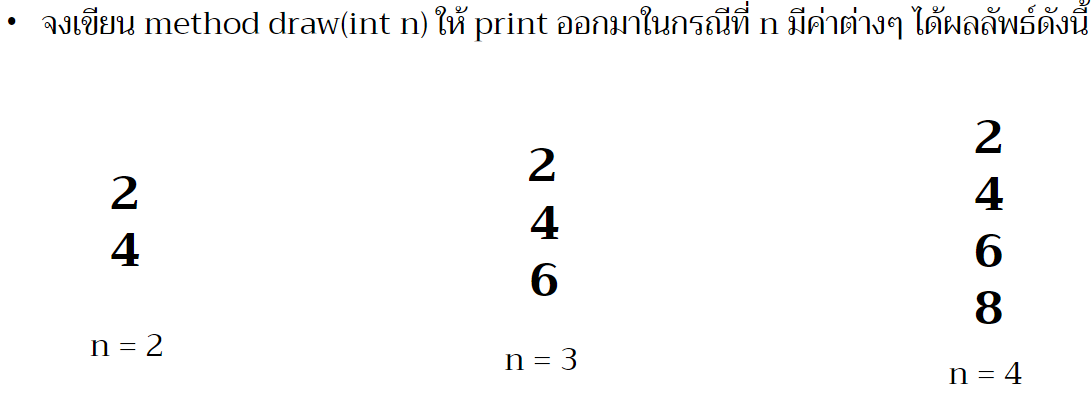 • จงเขียน method draw(int n) ให้ print ออกมาในกรณีที่ n มีค่าต่างๆ ได้ผลลัพธ์ดังนี้
2
4
n = 2
2
4
6
n = 3
2
4
6
8
n = 4